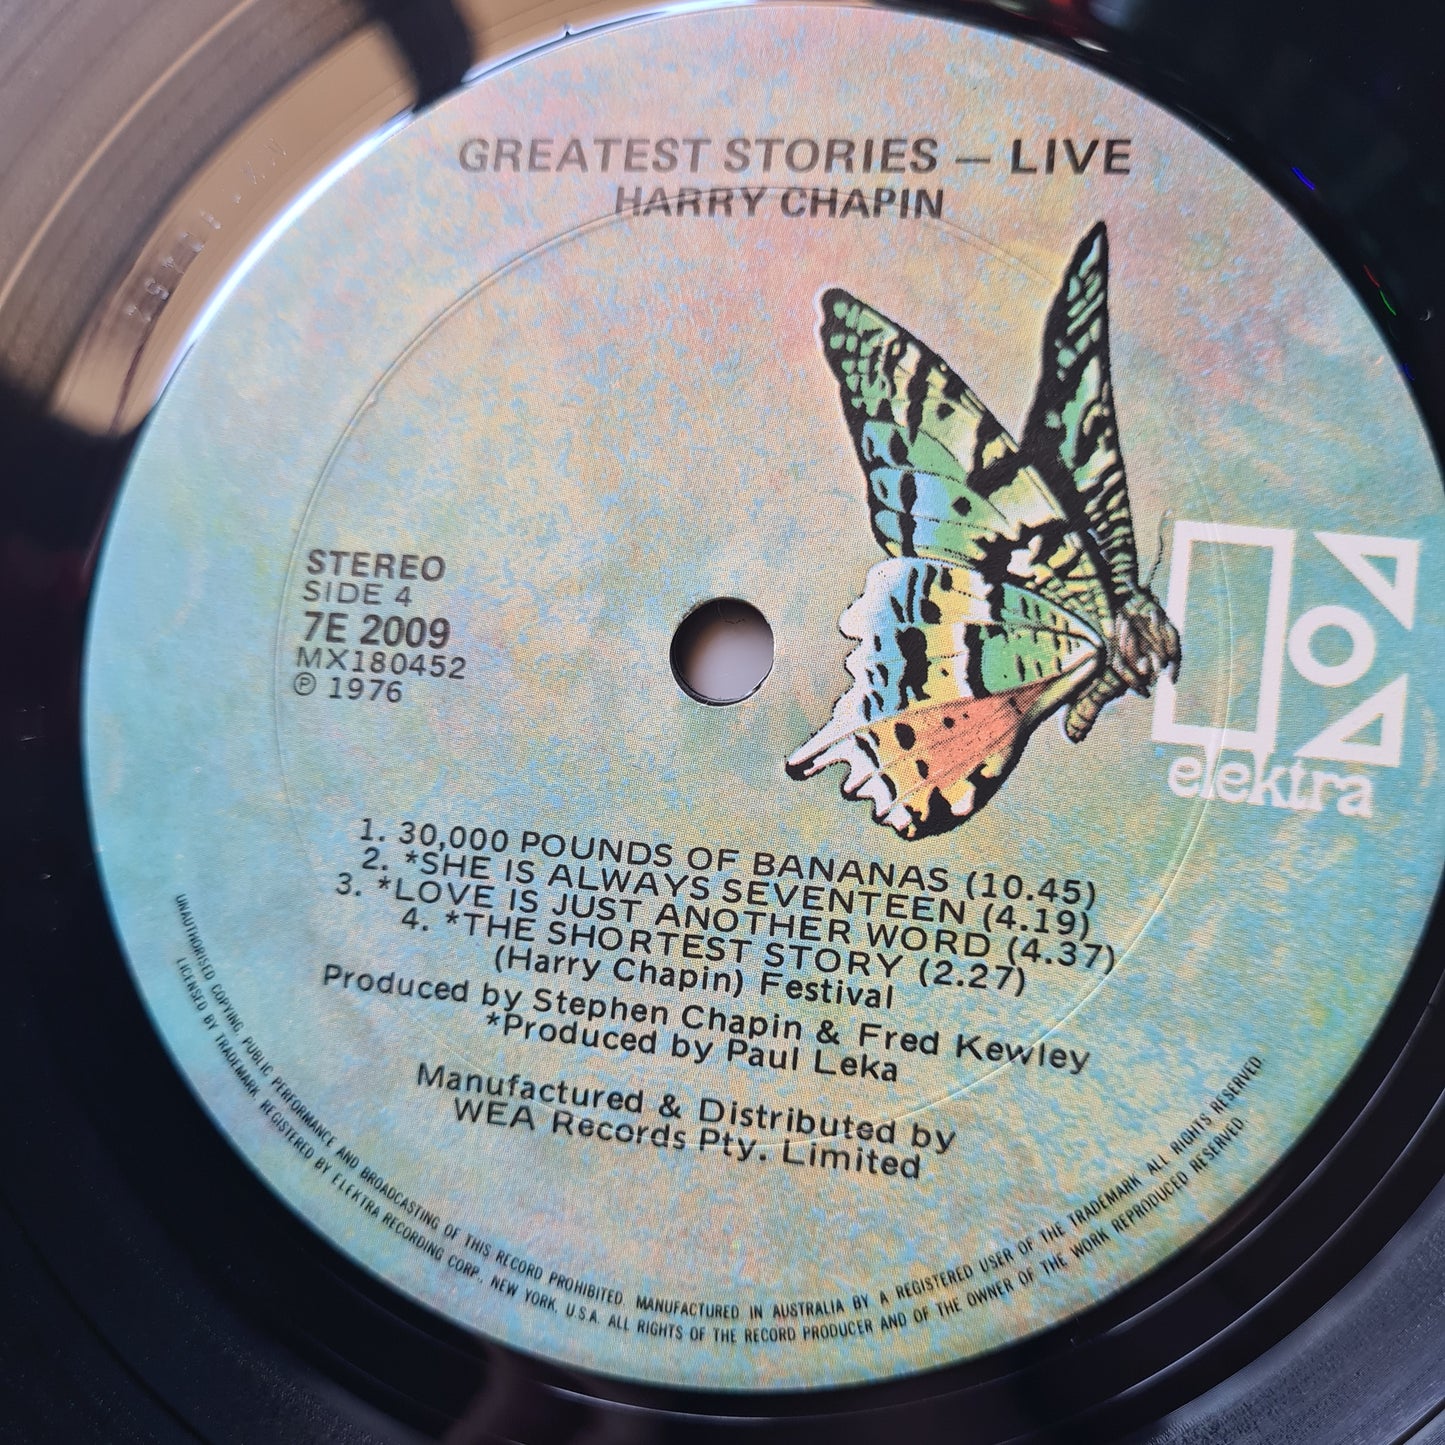 GREATEST STORIES — LIVE
HARRY CHAPIN
STEREO
SIDE 4
7E 2009
MX180452
℗ 1976
elektra
1. 30,000 POUNDS OF BANANAS (10.45)
2. *SHE IS ALWAYS SEVENTEEN (4.19)
3. *LOVE IS JUST ANOTHER WORD (4.37)
4. *THE SHORTEST STORY (2.27)
(Harry Chapin) Festival
Produced by Stephen Chapin & Fred Kewley
*Produced by Paul Leka
Manufactured & Distributed by
WEA Records Pty. Limited
UNAUTHORISED COPYING, PUBLIC PERFORMANCE AND BROADCASTING OF THIS RECORD PROHIBITED. MANUFACTURED IN AUSTRALIA BY A REGISTERED USER OF THE TRADEMARK. ALL RIGHTS RESERVED.
LICENSED BY TRADEMARK REGISTERED BY ELEKTRA RECORDING CORP., NEW YORK, U.S.A. ALL RIGHTS OF THE RECORD PRODUCER AND OF THE OWNER OF THE WORK REPRODUCED RESERVED.